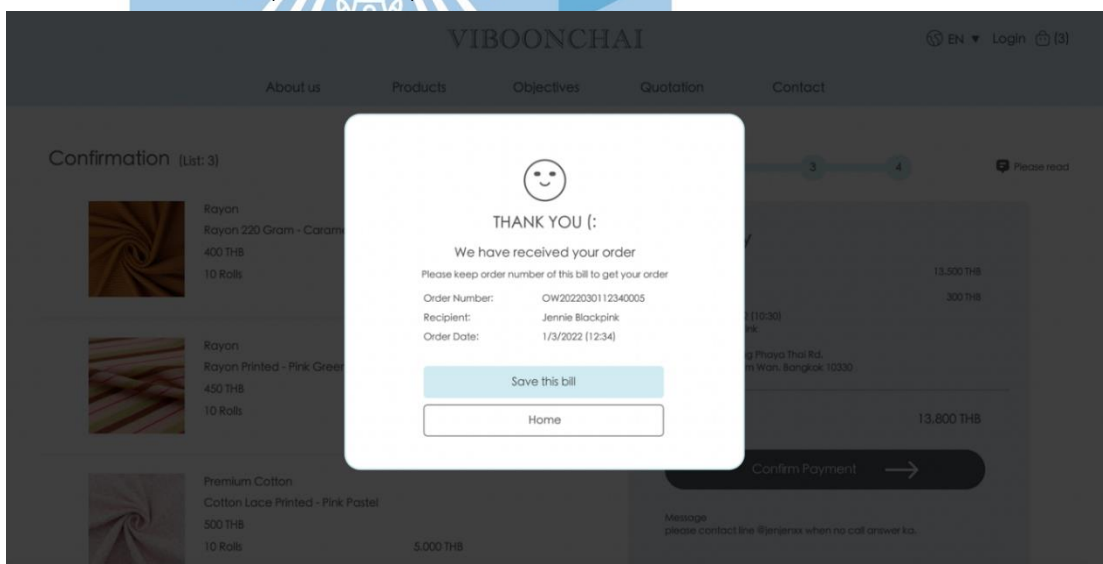 VIBOONCHAI
EN ▼ Login (3)
About us Products Objectives Quotation Contact
Confirmation (List: 3)
3 4
Please read
Rayon
Rayon 220 Gram - Caram
400 THB
10 Rolls
Rayon
Rayon Printed - Pink Green
450 THB
10 Rolls
Premium Cotton
Cotton Lace Printed - Pink Pastel
500 THB
10 Rolls 5,000 THB
THANK YOU (:
We have received your order
Please keep order number of this bill to get your order
Order Number: OW2022030112340005
Recipient: Jennie Blackpink
Order Date: 1/3/2022 (12:34)
Save this bill
Home
y
13,500 THB
300 THB
2 (10:30)
ink
g Phaya Thai Rd.
m Wan, Bangkok 10330
13,800 THB
Confirm Payment
Message
please contact line @jenjenxx when no call answer ka.